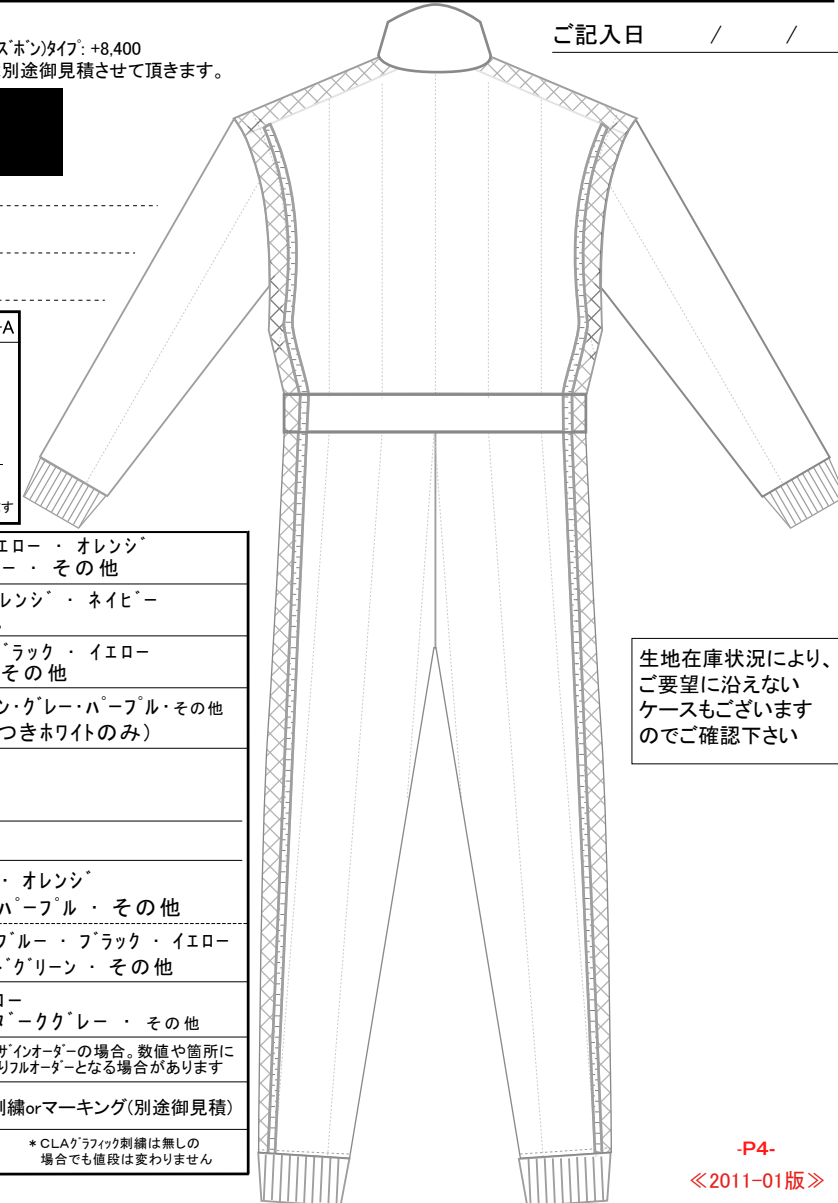 ご記入日 / /
ズボン)タイプ: +8,400
別途御見積させて頂きます。
A
す
エロー ・ オレンジ
ー ・ その他
レンジ ・ ネイビー
ブラック ・ イエロー
その他
ン・グレー・パープル・その他
つきホワイトのみ)
生地在庫状況により、
ご要望に沿えない
ケースもございます
のでご確認下さい
・ オレンジ
パープル ・ その他
ブルー ・ ブラック ・ イエロー
ドグリーン ・ その他
ロー
ダークグレー ・ その他
ザインオーダーの場合。数値や箇所に
りフルオーダーとなる場合があります
刺繍orマーキング(別途御見積)
*CLAグラフィック刺繍は無しの
場合でも値段は変わりません
-P4-
≪2011-01版≫